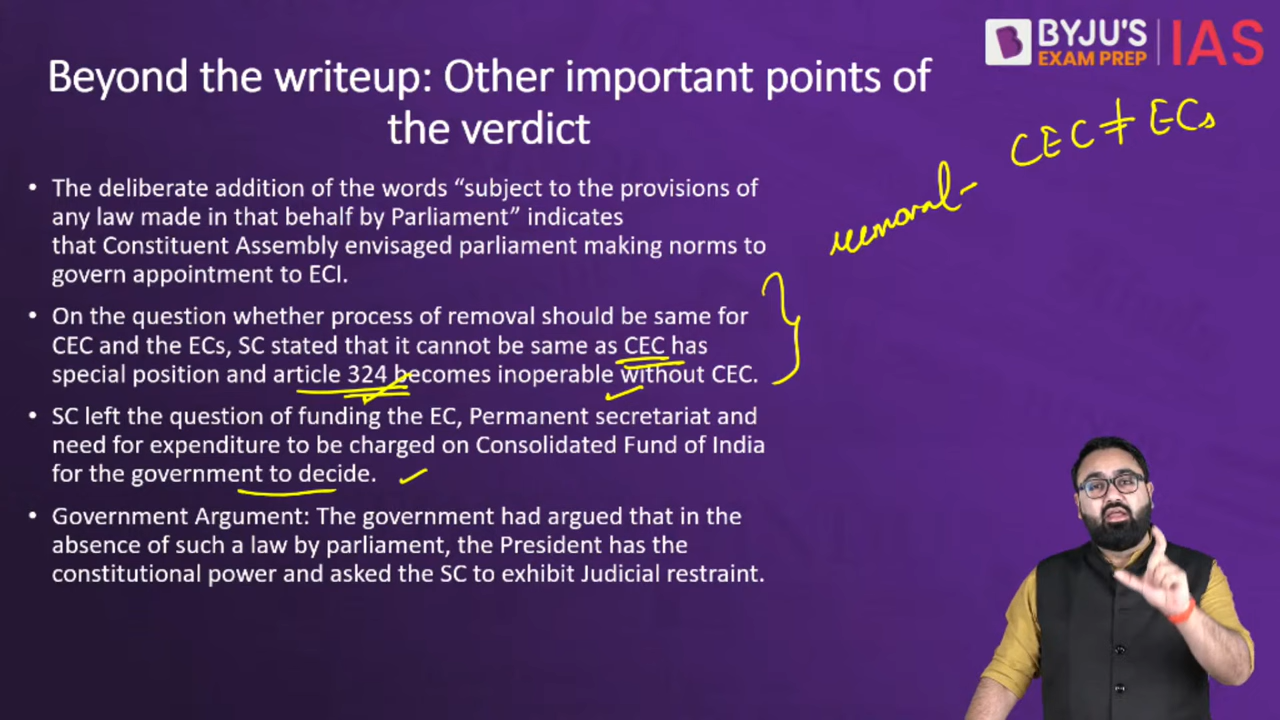 BYJU'S
EXAM PREP
IAS
Beyond the writeup: Other important points of
the verdict
CEC ≠ ECs
removal -
• The deliberate addition of the words “subject to the provisions of
any law made in that behalf by Parliament” indicates
that Constituent Assembly envisaged parliament making norms to
govern appointment to ECI.
• On the question whether process of removal should be same for
CEC and the ECs, SC stated that it cannot be same as CEC has
special position and article 324 becomes inoperable without CEC.
• SC left the question of funding the EC, Permanent secretariat and
need for expenditure to be charged on Consolidated Fund of India
for the government to decide.
• Government Argument: The government had argued that in the
absence of such a law by parliament, the President has the
constitutional power and asked the SC to exhibit Judicial restraint.